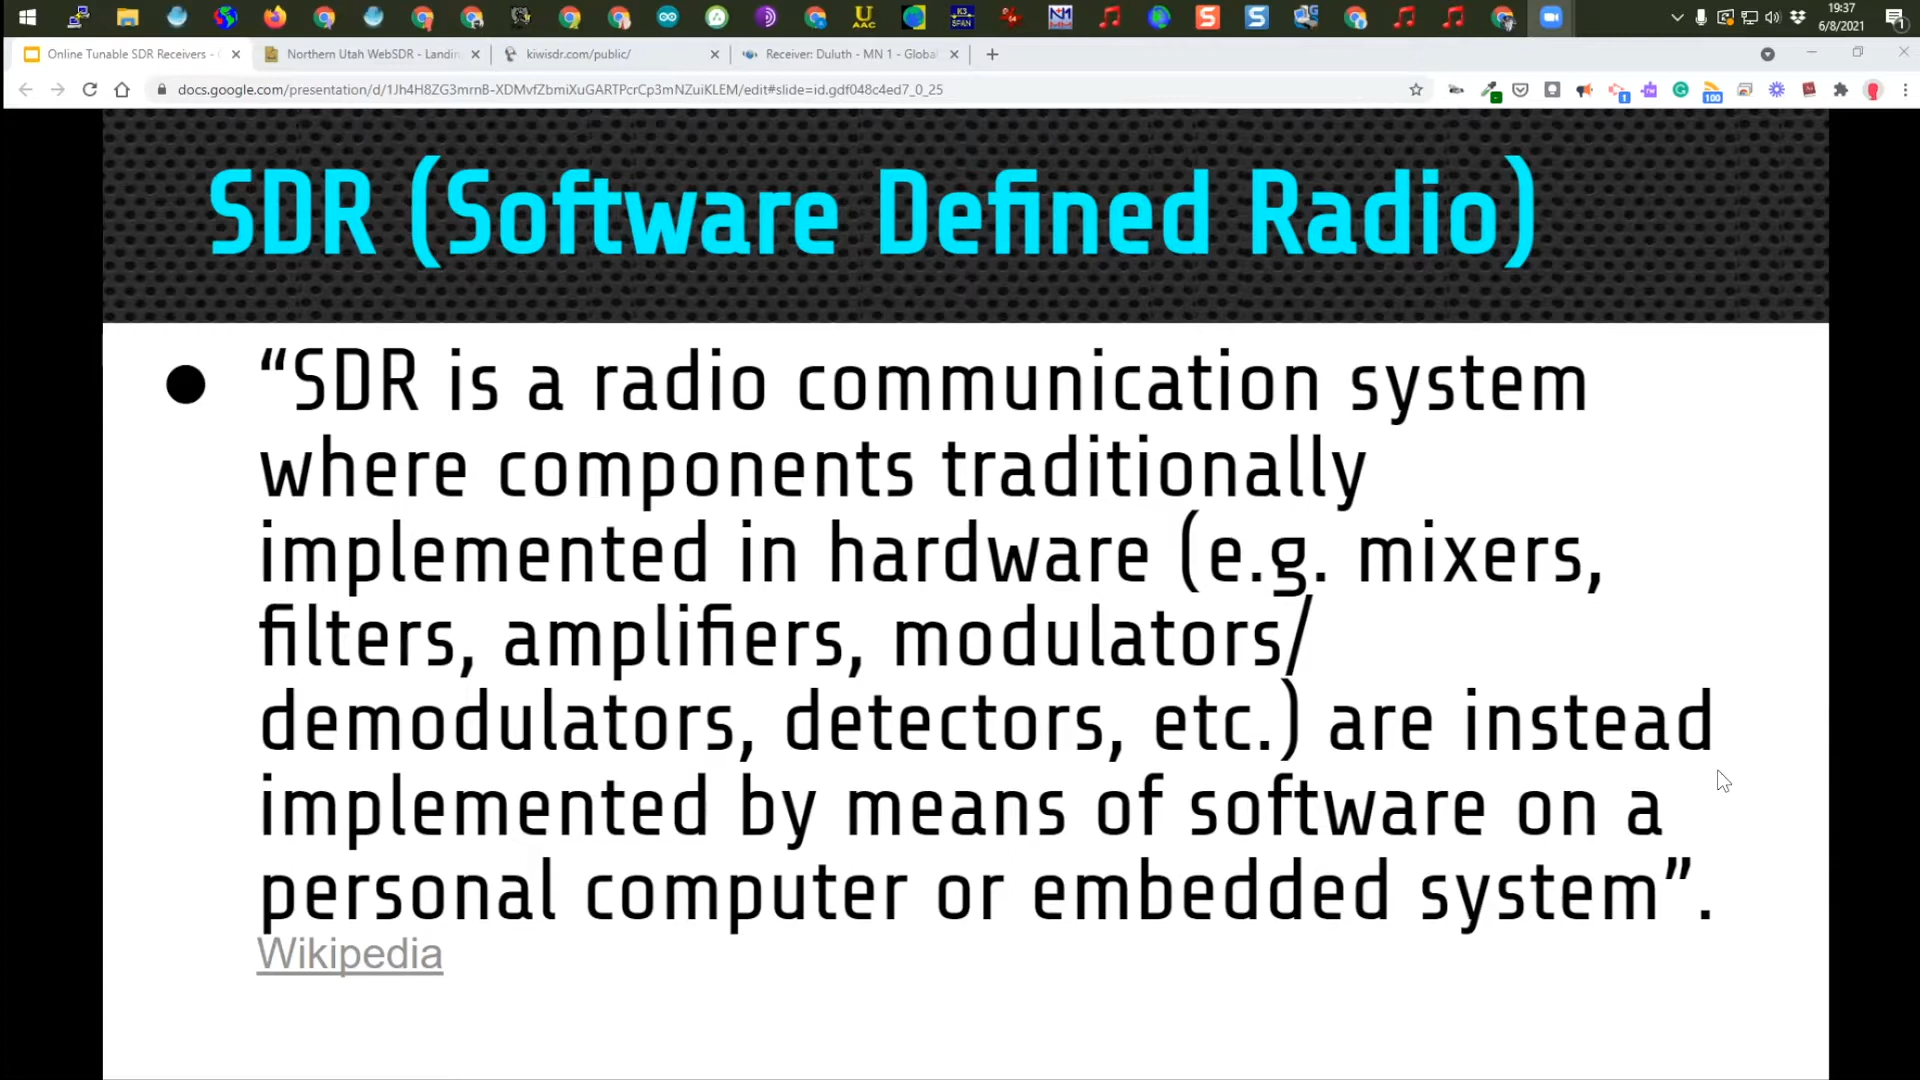 19:37
6/8/2021
Online Tunable SDR Receivers -
Northern Utah WebSDR - Landin
kiwisdr.com/public/
Receiver: Duluth - MN 1 - Global
docs.google.com/presentation/d/1Jh4H8ZG3mrnB-XDMvfZbmiXuGARTPcrCp3mNZuiKLEM/edit#slide=id.gdf048c4ed7_0_25
100
SDR (Software Defined Radio)
● “SDR is a radio communication system
where components traditionally
implemented in hardware (e.g. mixers,
filters, amplifiers, modulators/
demodulators, detectors, etc.) are instead
implemented by means of software on a
personal computer or embedded system”.
Wikipedia